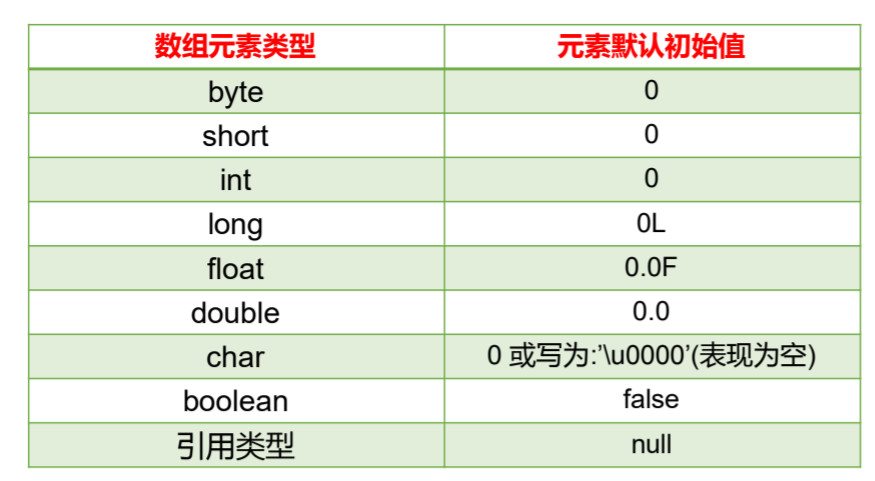 数组元素类型 元素默认初始值
byte 0
short 0
int 0
long 0L
float 0.0F
double 0.0
char 0 或写为:’\u0000’(表现为空)
boolean false
引用类型 null